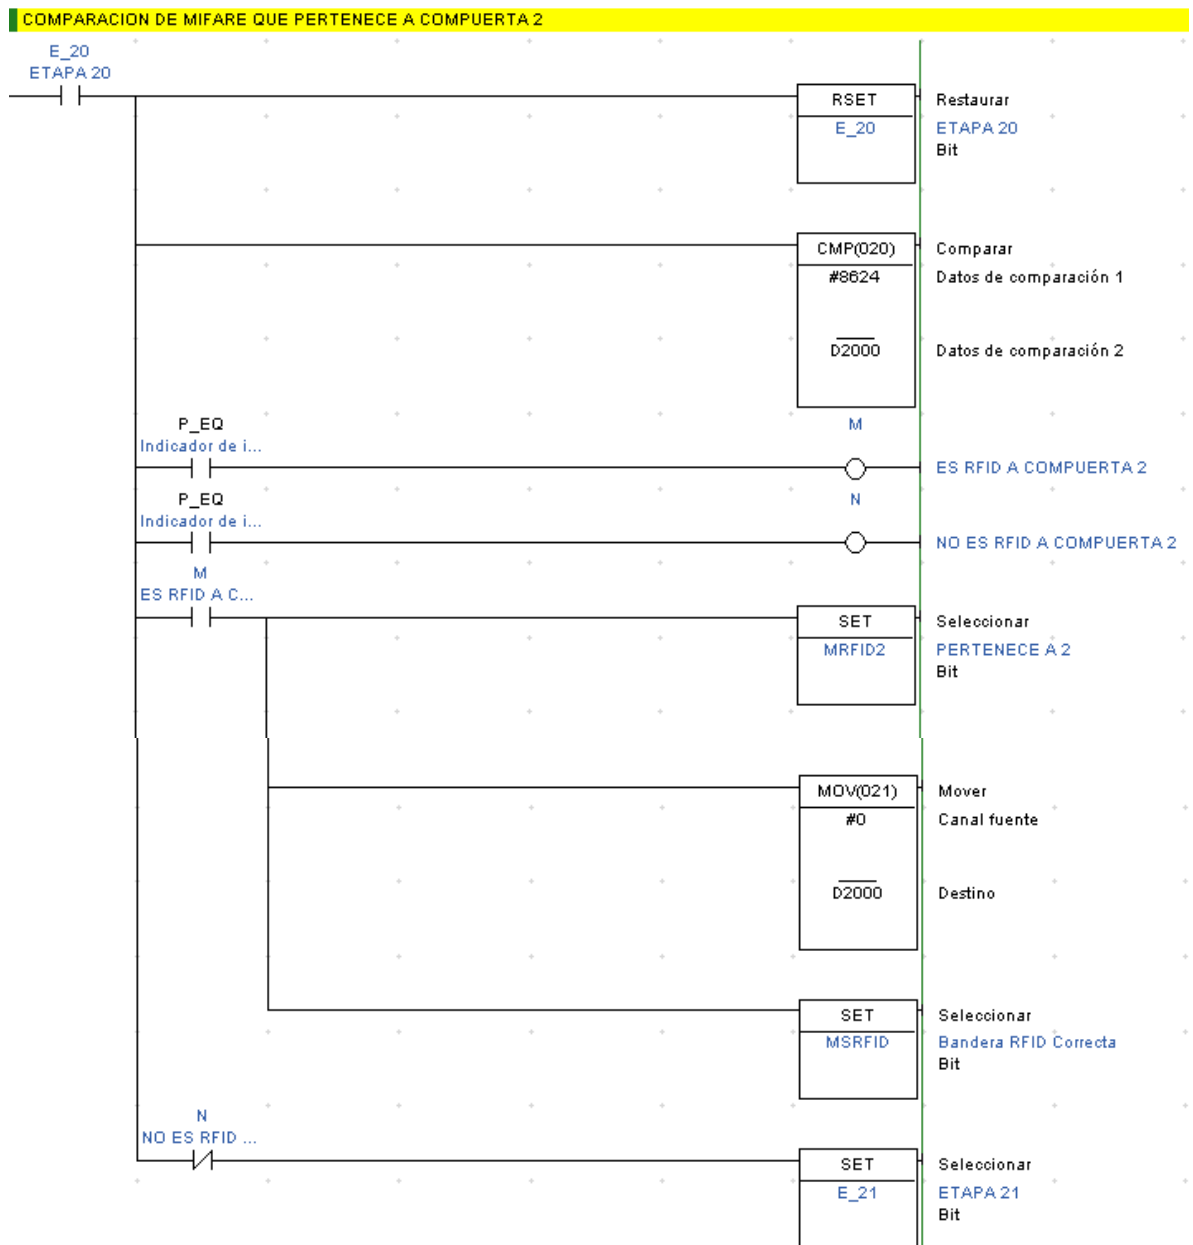 COMPARACION DE MIFARE QUE PERTENECE A COMPUERTA 2
E_20
ETAPA 20
RSET
Restaurar
E_20
ETAPA 20
Bit
CMP(020)
Comparar
#8624
Datos de comparación 1
D2000
Datos de comparación 2
P_EQ
M
Indicador de i...
ES RFID A COMPUERTA 2
P_EQ
N
Indicador de i...
NO ES RFID A COMPUERTA 2
M
ES RFID A C...
SET
Seleccionar
MRFID2
PERTENECE A 2
Bit
MOV(021)
Mover
#0
Canal fuente
D2000
Destino
SET
Seleccionar
MSRFID
Bandera RFID Correcta
Bit
N
NO ES RFID ...
SET
Seleccionar
E_21
ETAPA 21
Bit